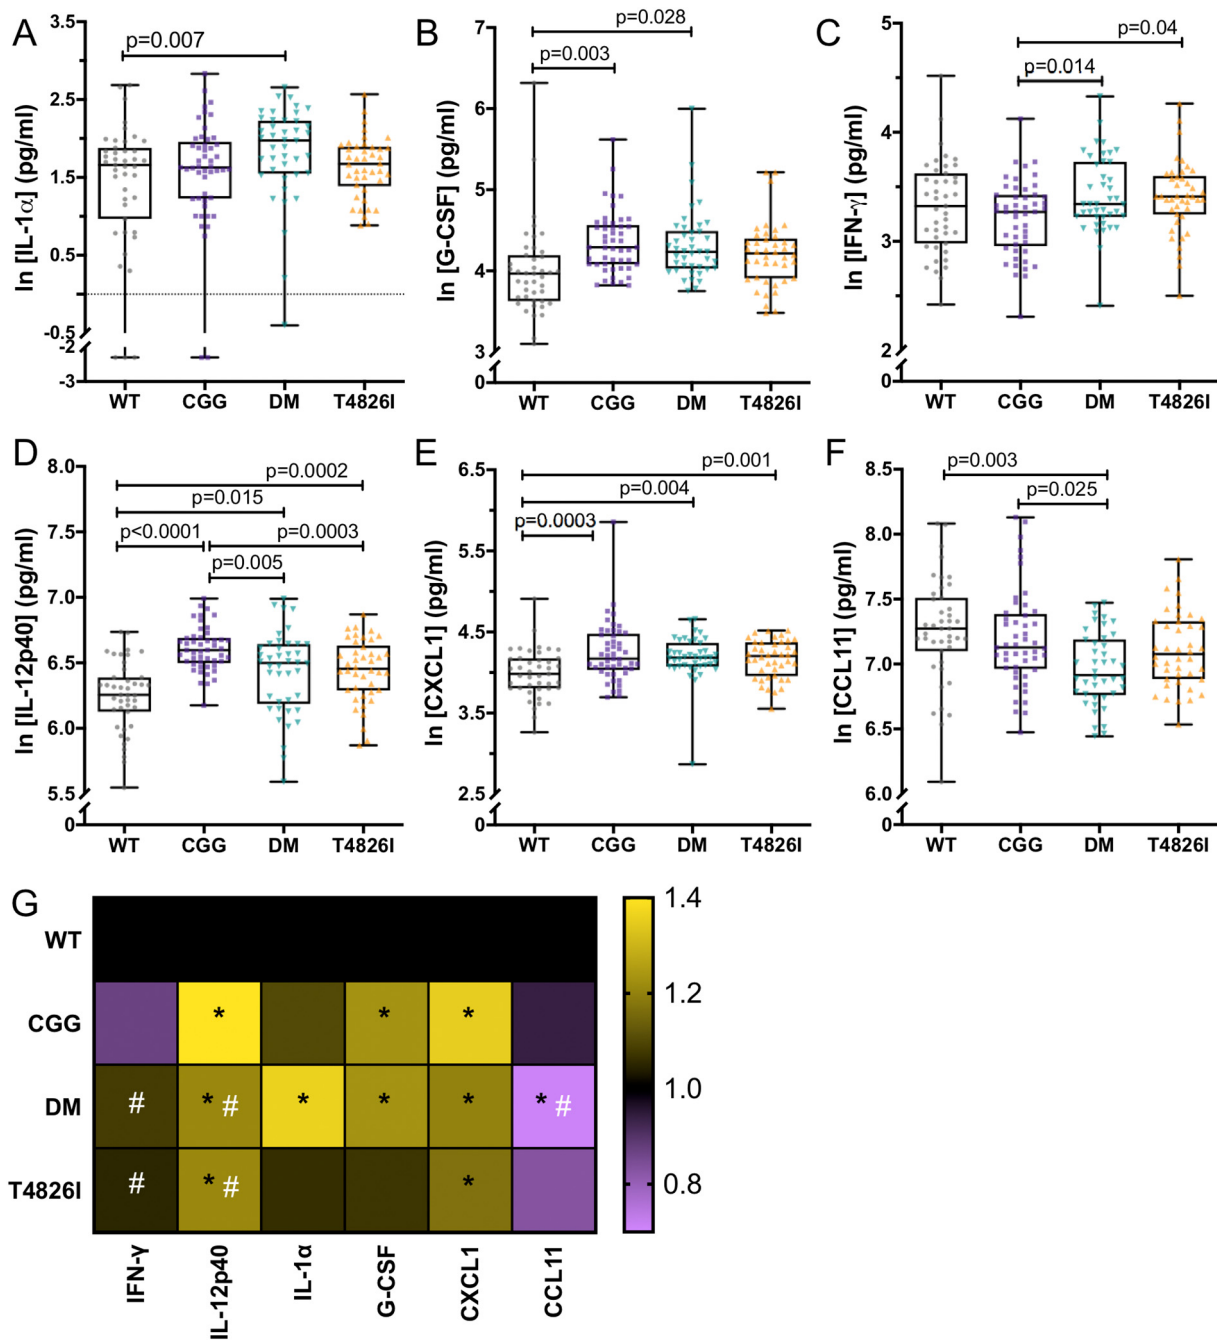 A
ln [IL-1α] (pg/ml)
3.5
2.5
1.5
0.5
-0.5
-2
-3
p=0.007
WT CGG DM T4826I
B
ln [G-CSF] (pg/ml)
7
6
5
4
3
0
p=0.028
p=0.003
WT CGG DM T4826I
C
ln [IFN-γ] (pg/ml)
5
4
3
2
0
p=0.04
p=0.014
WT CGG DM T4826I
D
ln [IL-12p40] (pg/ml)
8.0
7.5
7.0
6.5
6.0
5.5
0
p=0.0002
p=0.015
p<0.0001 p=0.0003
p=0.005
WT CGG DM T4826I
E
ln [CXCL1] (pg/ml)
6.5
5.5
4.5
3.5
2.5
0
p=0.001
p=0.004
p=0.0003
WT CGG DM T4826I
F
ln [CCL11] (pg/ml)
8.5
8.0
7.5
7.0
6.5
6.0
0
p=0.003
p=0.025
WT CGG DM T4826I
G
WT
CGG * * *
DM # * # * * * * #
T4826I # * # *
IFN-γ IL-12p40 IL-1α G-CSF CXCL1 CCL11
1.4
1.2
1.0
0.8